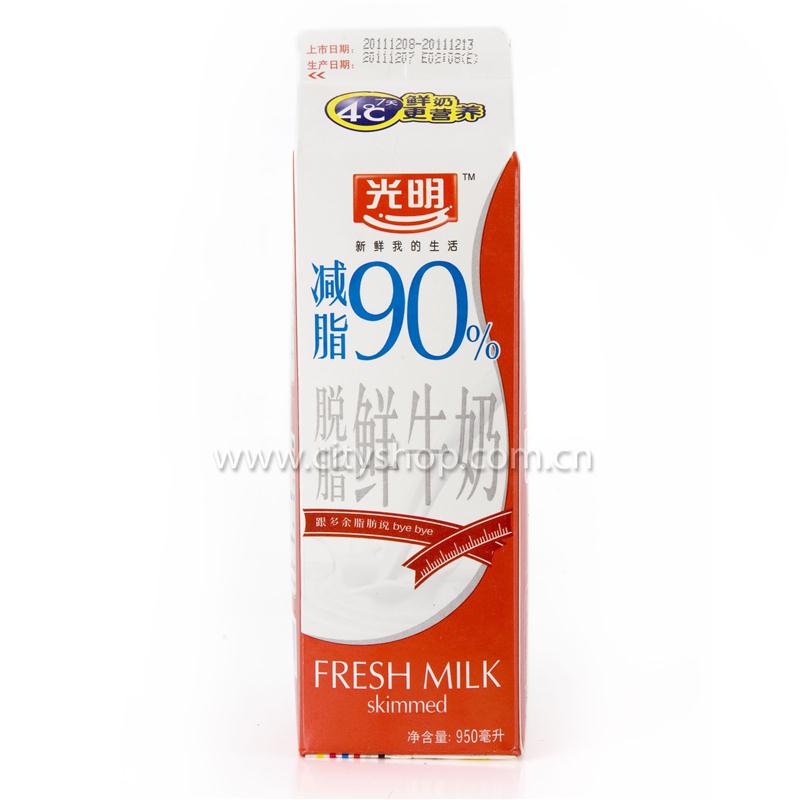 上市日期: 20111208-20111213
生产日期: 20111207 E02:08(E)
4℃ 7天 鲜奶
更营养
光明 TM
新鲜我的生活
减脂90%
脱脂鲜牛奶
www.cityshop.com.cn
跟多余脂肪说 bye bye
skimmed
FRESH MILK
skimmed
净含量: 950毫升